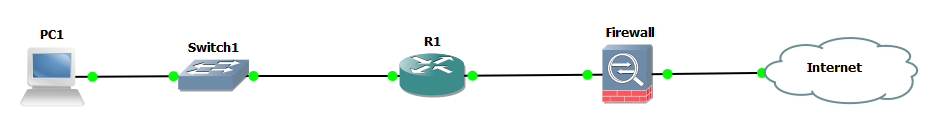 PC1
Switch1
R1
Firewall
Internet